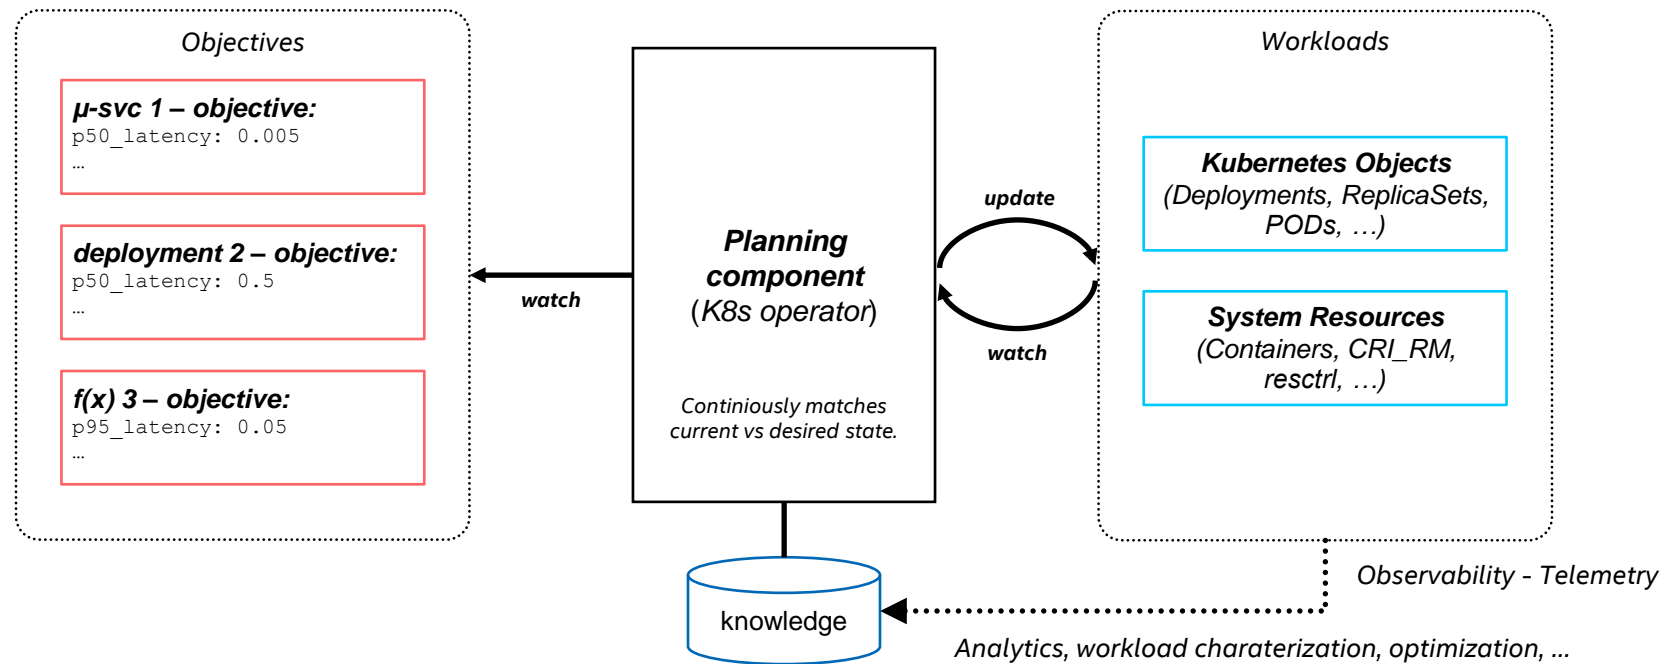 Objectives
µ-svc 1 – objective:
p50_latency: 0.005
…
deployment 2 – objective:
p50_latency: 0.5
…
f(x) 3 – objective:
p95_latency: 0.05
…
watch
Planning
component
(K8s operator)
Continiously matches
current vs desired state.
update
watch
Workloads
Kubernetes Objects
(Deployments, ReplicaSets,
PODs, …)
System Resources
(Containers, CRI_RM,
resctrl, …)
knowledge
Observability - Telemetry
Analytics, workload charaterization, optimization, …